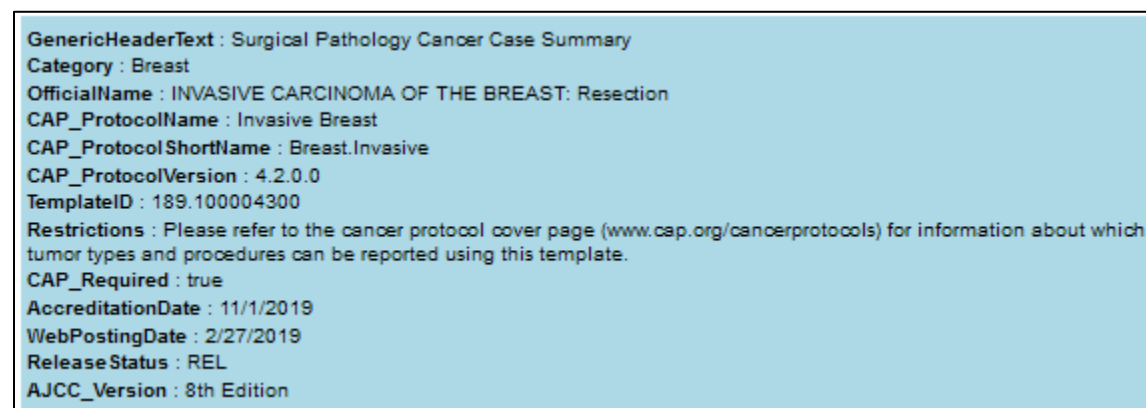 GenericHeaderText : Surgical Pathology Cancer Case Summary
Category : Breast
OfficialName : INVASIVE CARCINOMA OF THE BREAST: Resection
CAP_ProtocolName : Invasive Breast
CAP_ProtocolShortName : Breast.Invasive
CAP_ProtocolVersion : 4.2.0.0
TemplateID : 189.100004300
Restrictions : Please refer to the cancer protocol cover page (www.cap.org/cancerprotocols) for information about which
tumor types and procedures can be reported using this template.
CAP_Required : true
AccreditationDate : 11/1/2019
WebPostingDate : 2/27/2019
ReleaseStatus : REL
AJCC_Version : 8th Edition